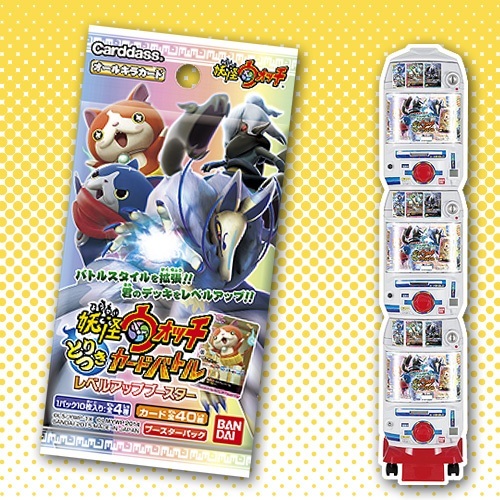 Carddass®
オールキラカード
妖怪ウォッチ
バトルスタイルを拡張!!
君のデッキをレベルアップ!!
妖怪ウォッチ
とりつきカードバトル
レベルアップブースター
1パック10枚入り:全4種
カード全40種
ブースターパック
BAN
DAI